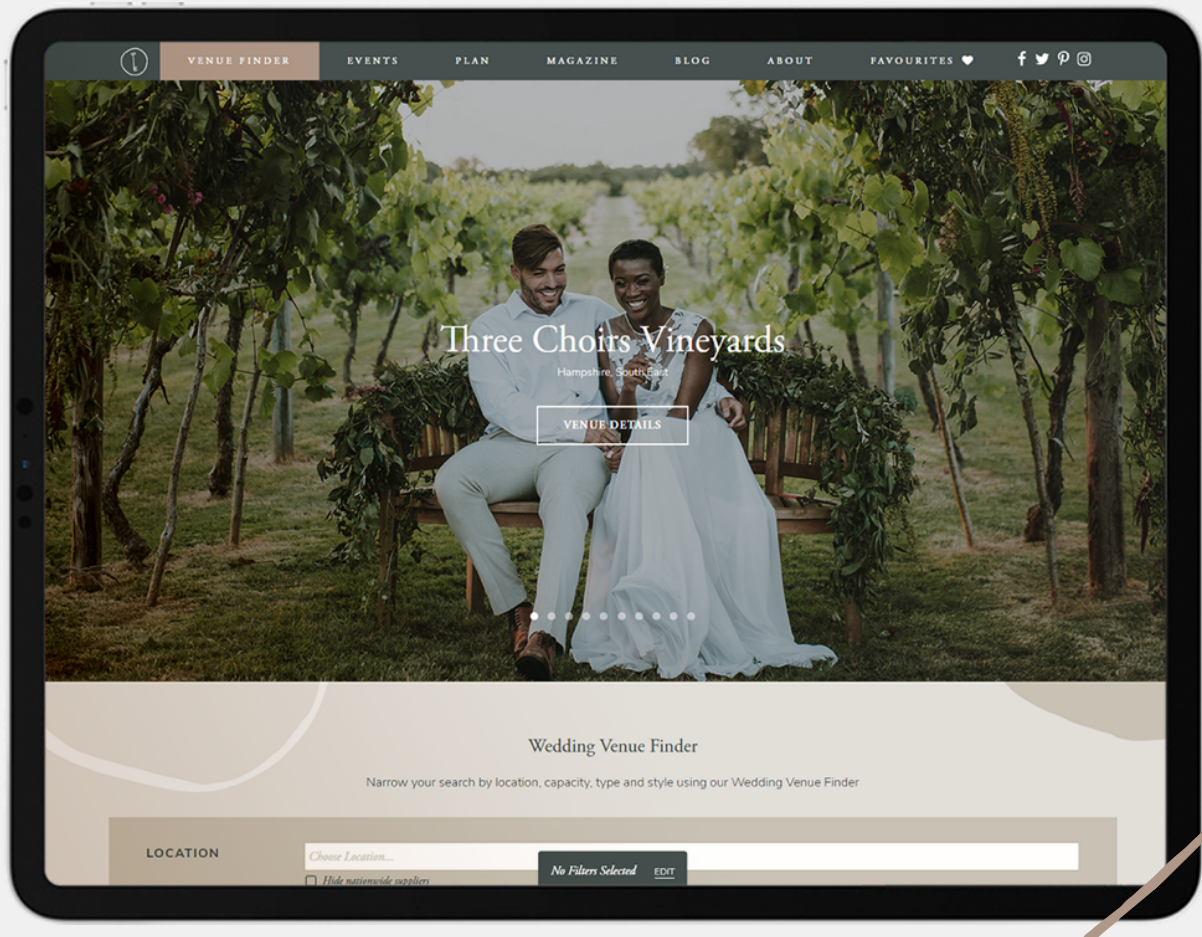 VENUE FINDER EVENTS PLAN MAGAZINE BLOG ABOUT FAVOURITES
Three Choirs Vineyards
Hampshire, South East
VENUE DETAILS
Wedding Venue Finder
Narrow your search by location, capacity, type and style using our Wedding Venue Finder
LOCATION
Choose Location...
No Filters Selected EDIT
Hide nationwide suppliers